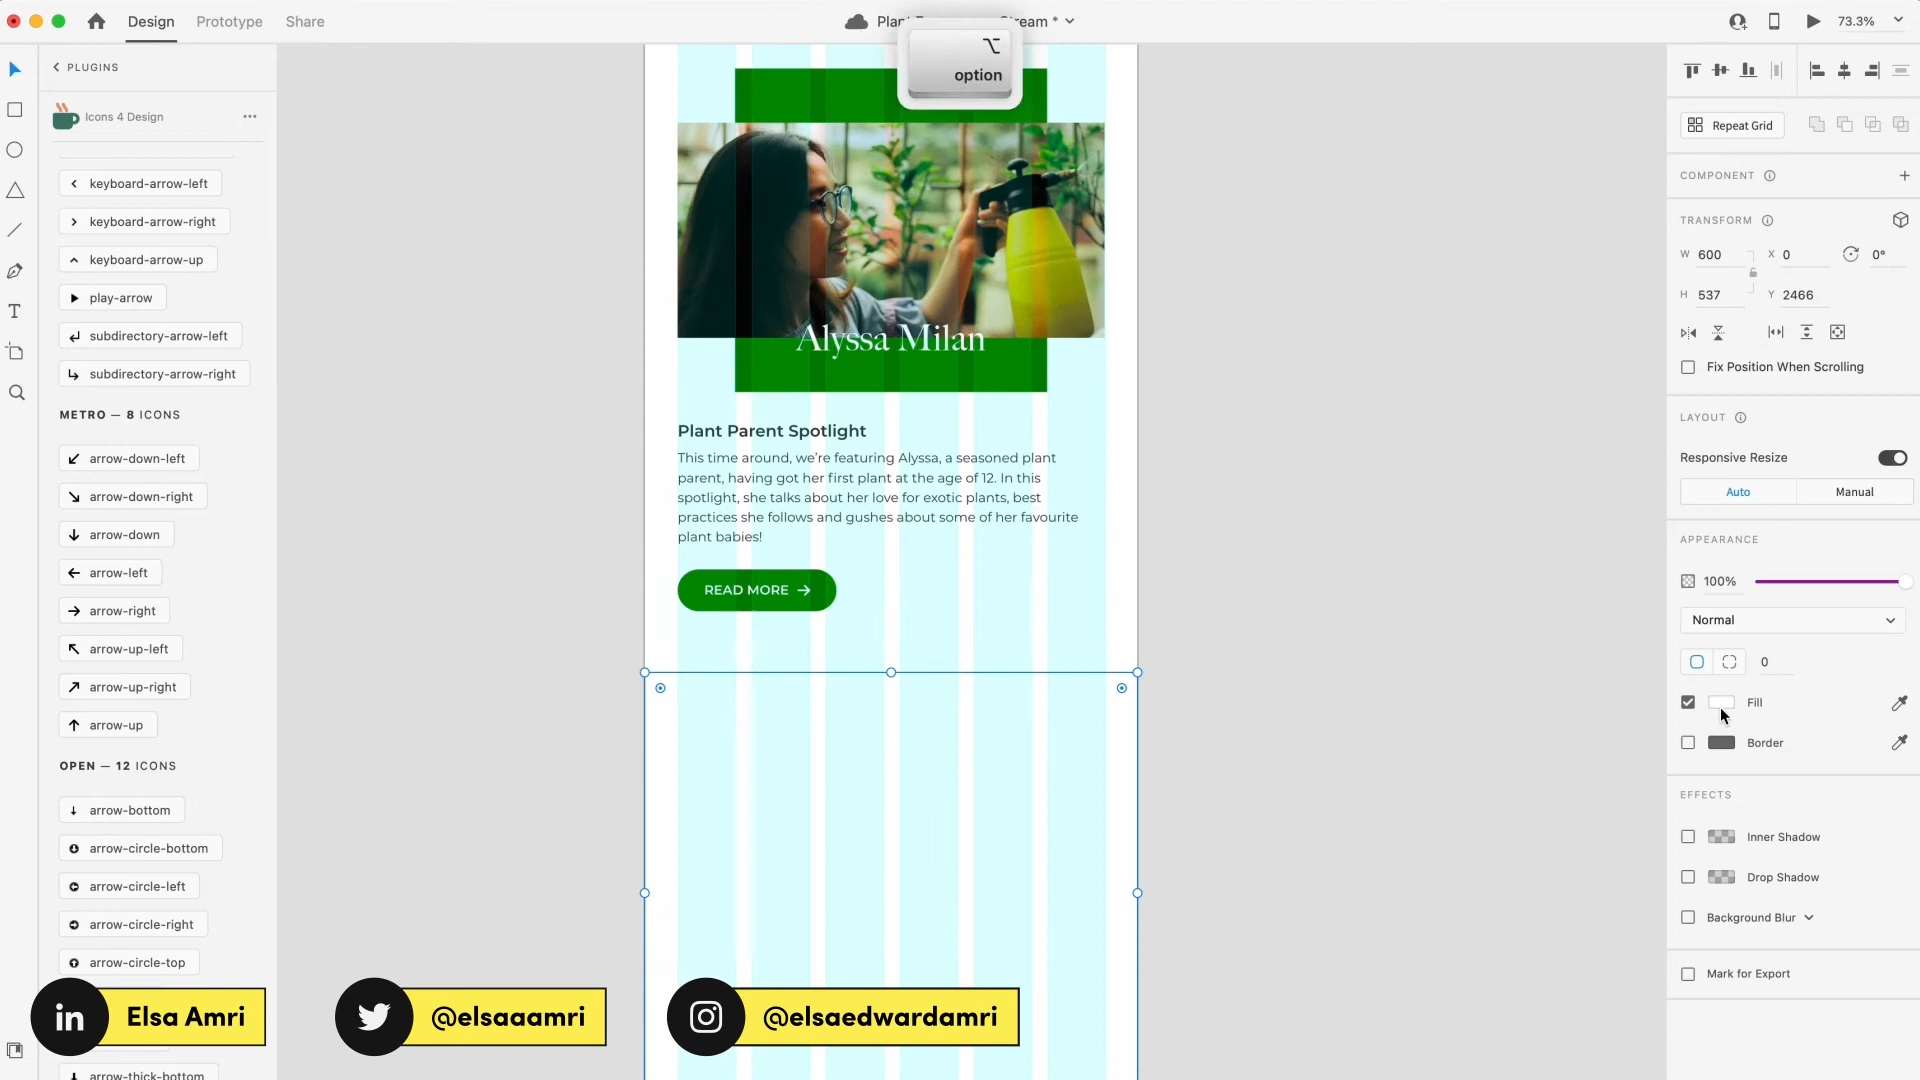 Design
Prototype
Share
Stream *
73.3%
option
PLUGINS
Icons 4 Design
keyboard-arrow-left
keyboard-arrow-right
keyboard-arrow-up
play-arrow
subdirectory-arrow-left
subdirectory-arrow-right
METRO — 8 ICONS
arrow-down-left
arrow-down-right
arrow-down
arrow-left
arrow-right
arrow-up-left
arrow-up-right
arrow-up
OPEN — 12 ICONS
arrow-bottom
arrow-circle-bottom
arrow-circle-left
arrow-circle-right
arrow-circle-top
arrow-thick-bottom
Alyssa Milan
Plant Parent Spotlight
This time around, we're featuring Alyssa, a seasoned plant
parent, having got her first plant at the age of 12. In this
spotlight, she talks about her love for exotic plants, best
practices she follows and gushes about some of her favourite
plant babies!
READ MORE
Repeat Grid
COMPONENT
TRANSFORM
W 600
X 0
0°
H 537
Y 2466
Fix Position When Scrolling
LAYOUT
Responsive Resize
Auto
Manual
APPEARANCE
100%
Normal
0
Fill
Border
EFFECTS
Inner Shadow
Drop Shadow
Background Blur
Mark for Export
in
Elsa Amri
@elsaaamri
@elsaedwardamri